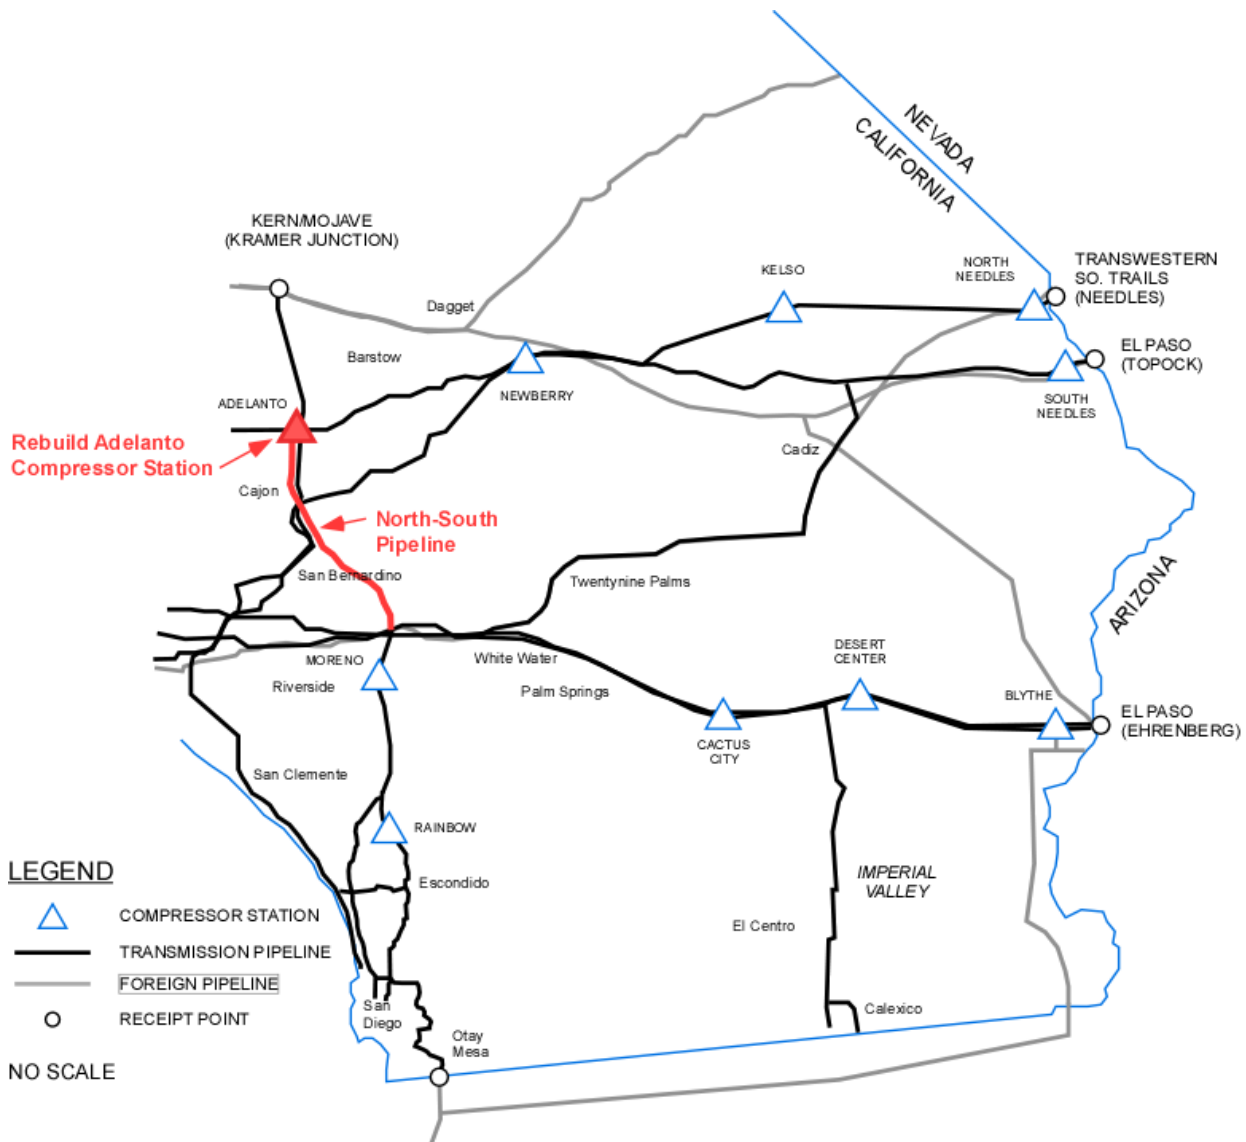 NEVADA
CALIFORNIA
KERN/MOJAVE
(KRAMER JUNCTION)
NORTH
NEEDLES
TRANSWESTERN
SO. TRAILS
(NEEDLES)
KELSO
Dagget
EL PASO
(TOPOCK)
Barstow
NEWBERRY
SOUTH
NEEDLES
ADELANTO
Rebuild Adelanto
Compressor Station
Cadiz
Cajon
North-South
Pipeline
San Bernardino
Twentynine Palms
ARIZONA
MORENO
Riverside
White Water
Palm Springs
DESERT
CENTER
BLYTHE
EL PASO
(EHRENBERG)
CACTUS
CITY
San Clemente
RAINBOW
Escondido
IMPERIAL
VALLEY
El Centro
Calexico
San
Diego
Otay
Mesa
LEGEND
COMPRESSOR STATION
TRANSMISSION PIPELINE
FOREIGN PIPELINE
RECEIPT POINT
NO SCALE